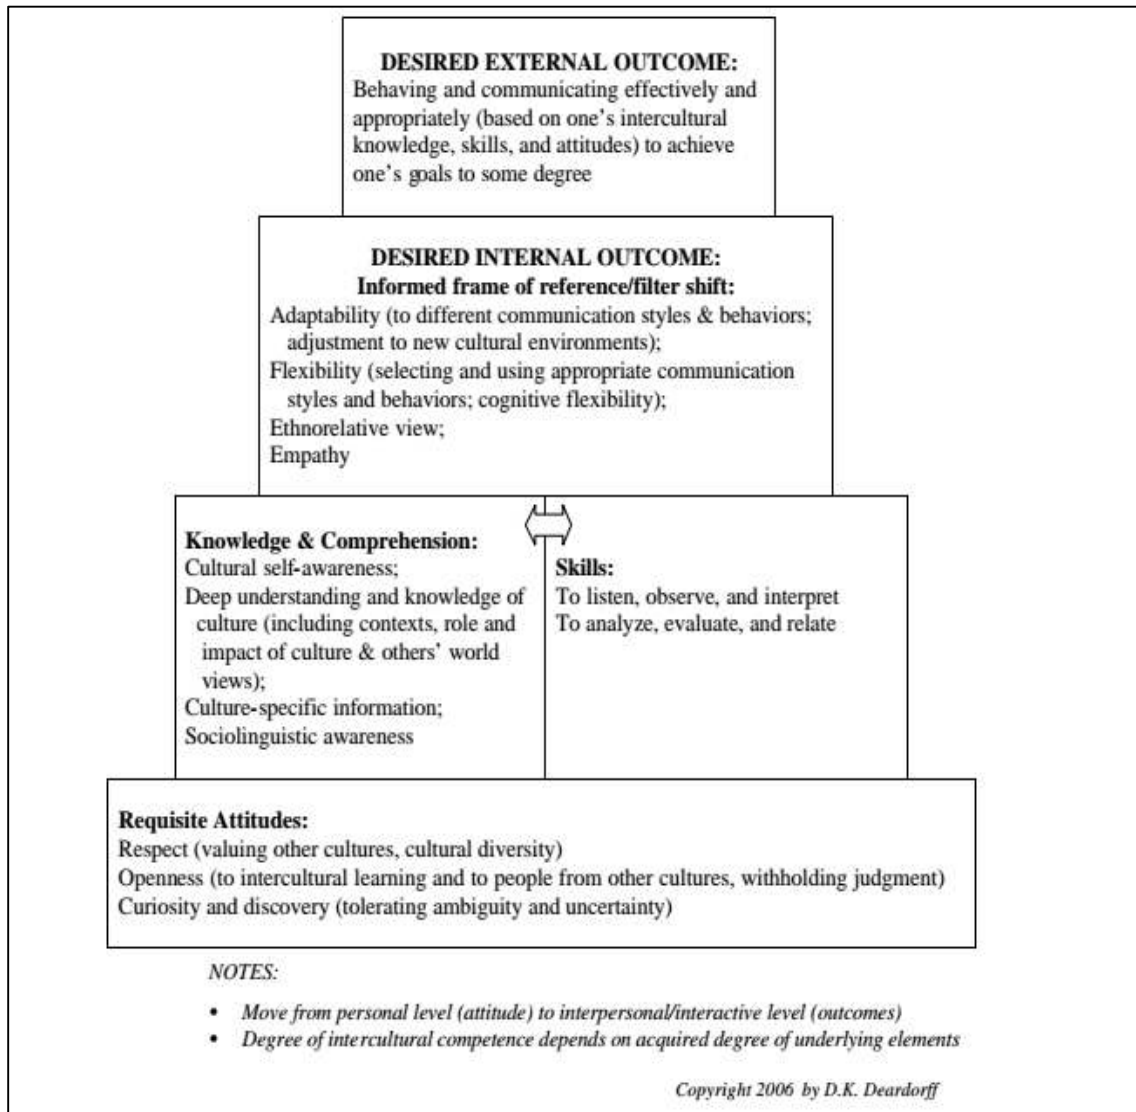 DESIRED EXTERNAL OUTCOME:
Behaving and communicating effectively and
appropriately (based on one's intercultural
knowledge, skills, and attitudes) to achieve
one's goals to some degree
DESIRED INTERNAL OUTCOME:
Informed frame of reference/filter shift:
Adaptability (to different communication styles & behaviors;
adjustment to new cultural environments);
Flexibility (selecting and using appropriate communication
styles and behaviors; cognitive flexibility);
Ethnorelative view;
Empathy
Knowledge & Comprehension:
Cultural self-awareness;
Deep understanding and knowledge of
culture (including contexts, role and
impact of culture & others' world
views);
Culture-specific information;
Sociolinguistic awareness
Skills:
To listen, observe, and interpret
To analyze, evaluate, and relate
Requisite Attitudes:
Respect (valuing other cultures, cultural diversity)
Openness (to intercultural learning and to people from other cultures, withholding judgment)
Curiosity and discovery (tolerating ambiguity and uncertainty)
NOTES:
• Move from personal level (attitude) to interpersonal/interactive level (outcomes)
• Degree of intercultural competence depends on acquired degree of underlying elements
Copyright 2006 by D.K. Deardorff